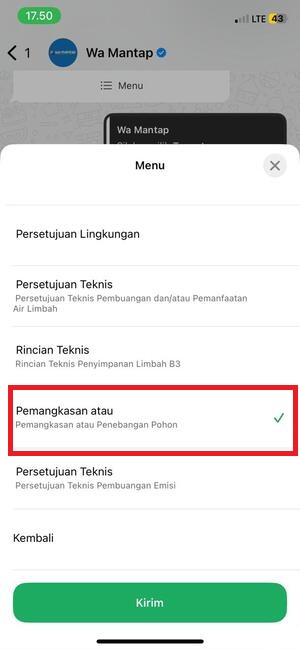 17.50
LTE 43
1
Wa Mantap
Menu
Wa Mantap
Menu
Persetujuan Lingkungan
Persetujuan Teknis
Persetujuan Teknis Pembuangan dan/atau Pemanfaatan
Air Limbah
Rincian Teknis
Rincian Teknis Penyimpanan Limbah B3
Pemangkasan atau
Pemangkasan atau Penebangan Pohon
Persetujuan Teknis
Persetujuan Teknis Pembuangan Emisi
Kembali
Kirim